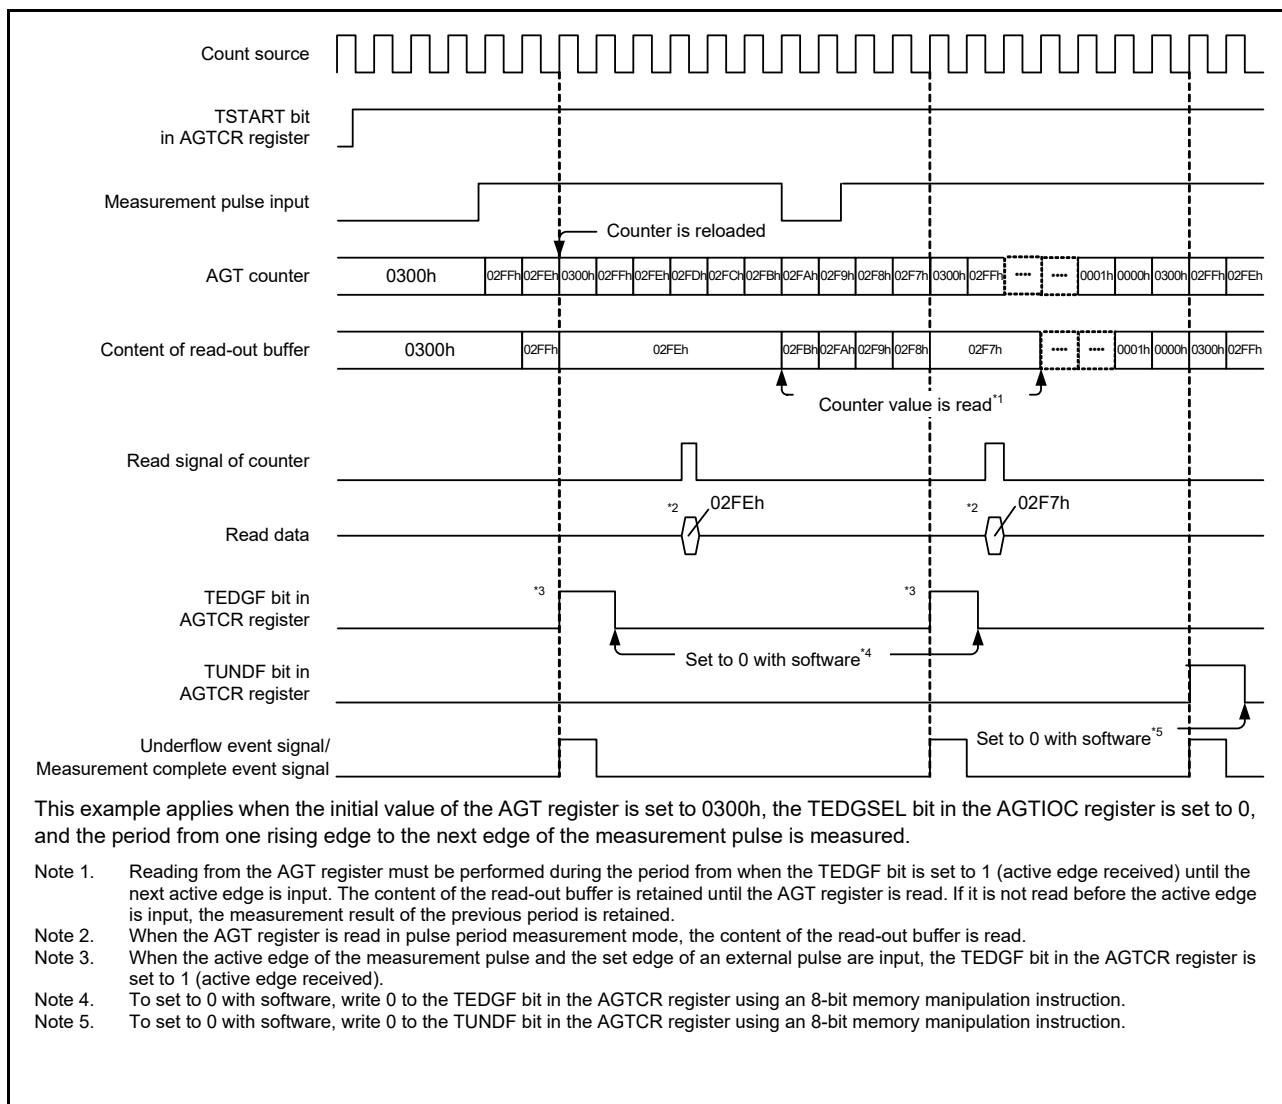 Count source
TSTART bit
in AGTCR register
Measurement pulse input
Counter is reloaded
AGT counter
0300h 02FFh 02FEh 0300h 02FFh 02FEh 02FDh 02FCh 02FBh 02FAh 02F9h 02F8h 02F7h 0300h 02FFh •••• •••• 0001h 0000h 0300h 02FFh 02FEh
Content of read-out buffer
0300h 02FFh 02FEh 02FBh 02FAh 02F9h 02F8h 02F7h •••• •••• 0001h 0000h 0300h 02FFh
Counter value is read*1
Read signal of counter
*2 02FEh *2 02F7h
Read data
TEDGF bit in
AGTCR register
*3 *3
Set to 0 with software*4
TUNDF bit in
AGTCR register
Set to 0 with software*5
Underflow event signal/
Measurement complete event signal
This example applies when the initial value of the AGT register is set to 0300h, the TEDGSEL bit in the AGTIOC register is set to 0,
and the period from one rising edge to the next edge of the measurement pulse is measured.
Note 1. Reading from the AGT register must be performed during the period from when the TEDGF bit is set to 1 (active edge received) until the
next active edge is input. The content of the read-out buffer is retained until the AGT register is read. If it is not read before the active edge
is input, the measurement result of the previous period is retained.
Note 2. When the AGT register is read in pulse period measurement mode, the content of the read-out buffer is read.
Note 3. When the active edge of the measurement pulse and the set edge of an external pulse are input, the TEDGF bit in the AGTCR register is
set to 1 (active edge received).
Note 4. To set to 0 with software, write 0 to the TEDGF bit in the AGTCR register using an 8-bit memory manipulation instruction.
Note 5. To set to 0 with software, write 0 to the TUNDF bit in the AGTCR register using an 8-bit memory manipulation instruction.